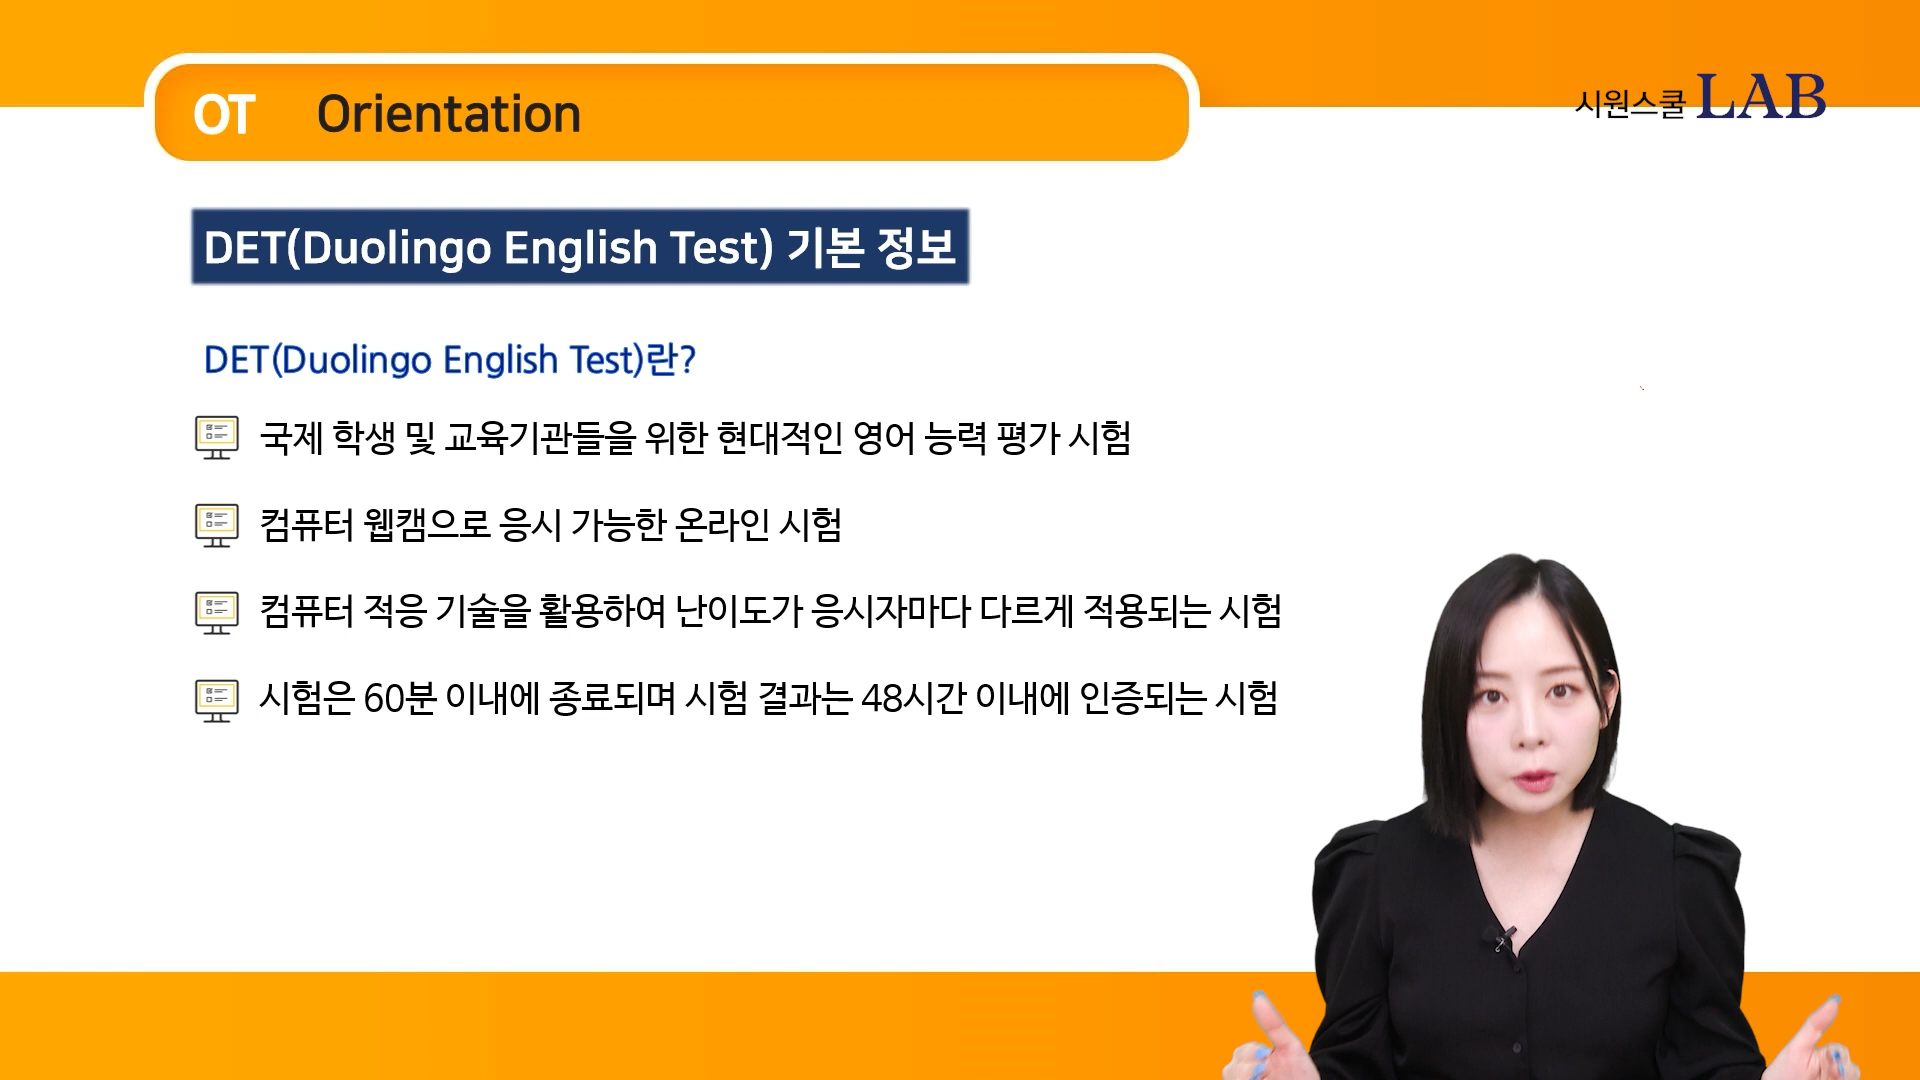 OT Orientation
시원스쿨 LAB
DET(Duolingo English Test) 기본 정보
DET(Duolingo English Test)란?
국제 학생 및 교육기관들을 위한 현대적인 영어 능력 평가 시험
컴퓨터 웹캠으로 응시 가능한 온라인 시험
컴퓨터 적응 기술을 활용하여 난이도가 응시자마다 다르게 적용되는 시험
시험은 60분 이내에 종료되며 시험 결과는 48시간 이내에 인증되는 시험